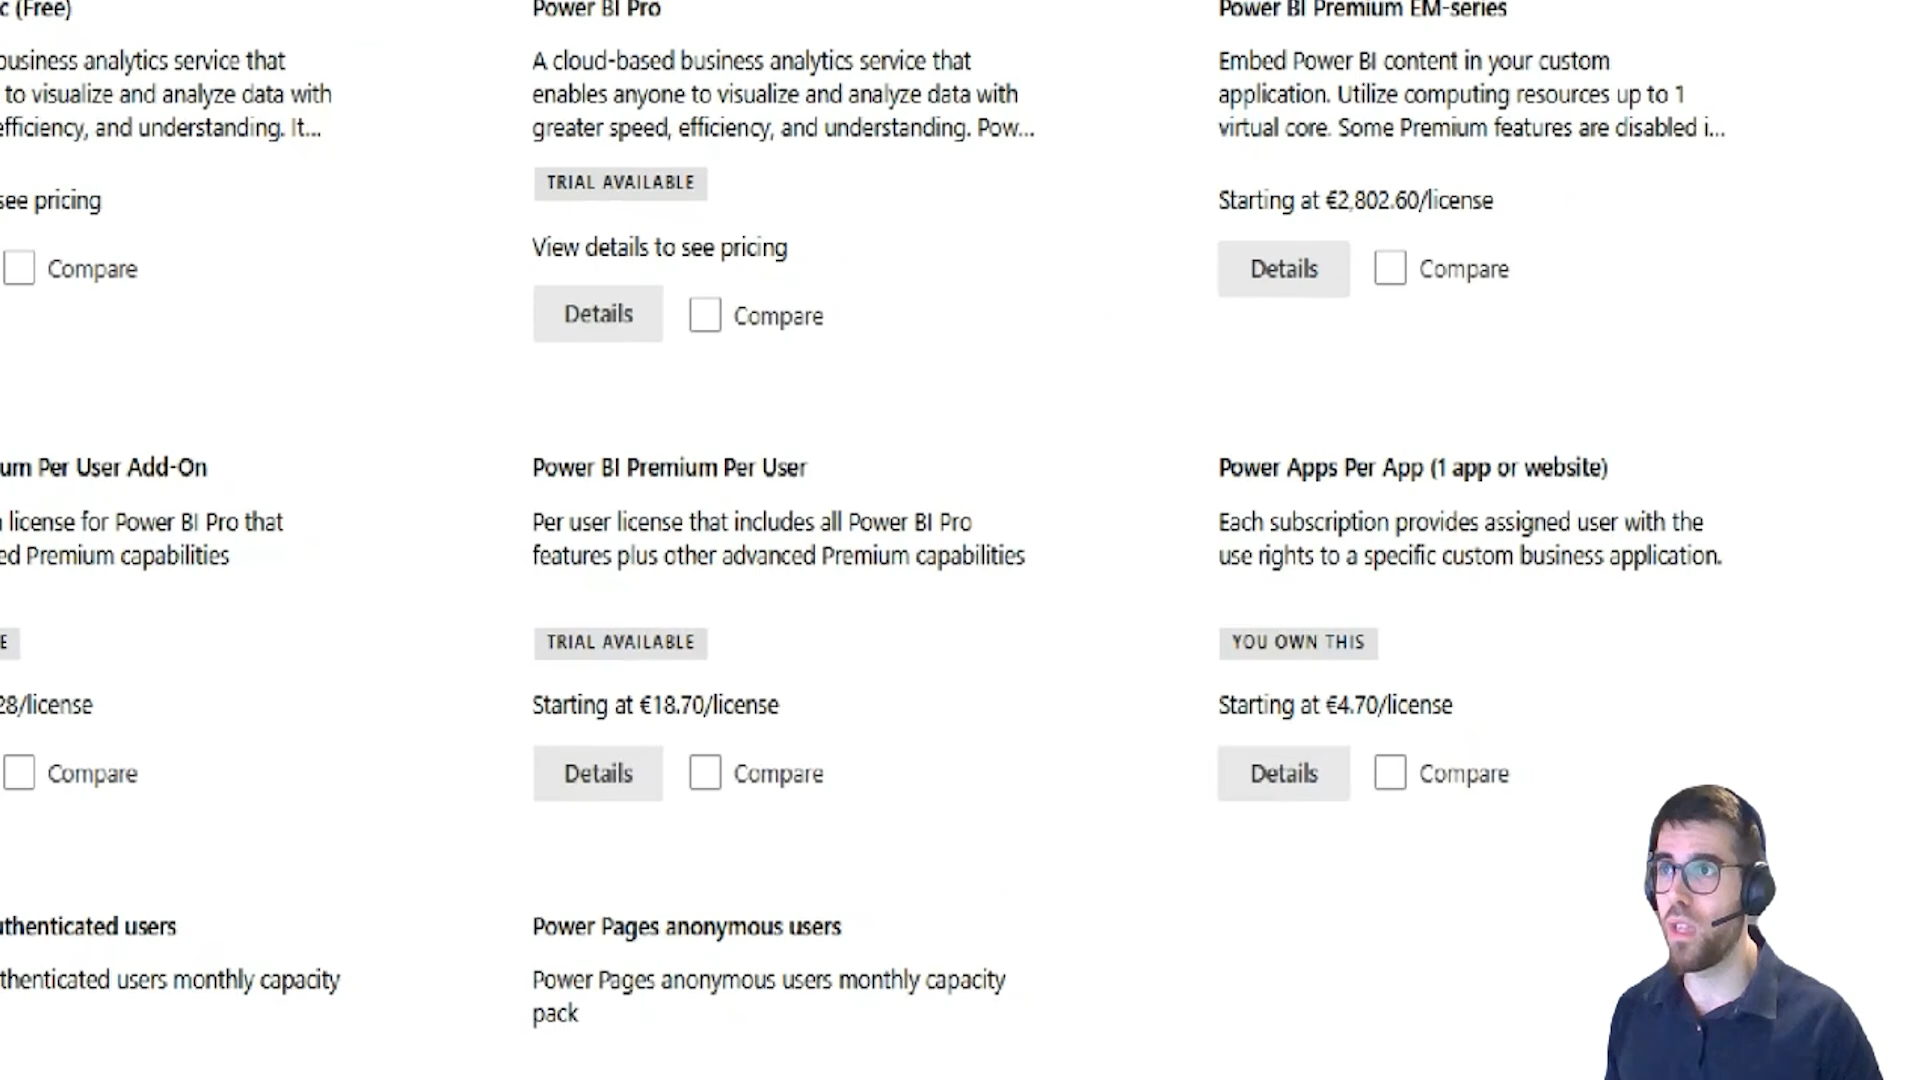 c (Free)
business analytics service that
to visualize and analyze data with
efficiency, and understanding. It...
see pricing
Compare
Power BI Pro
A cloud-based business analytics service that
enables anyone to visualize and analyze data with
greater speed, efficiency, and understanding. Pow...
TRIAL AVAILABLE
View details to see pricing
Details
Compare
Power BI Premium EM-series
Embed Power BI content in your custom
application. Utilize computing resources up to 1
virtual core. Some Premium features are disabled i...
Starting at €2,802.60/license
Details
Compare
um Per User Add-On
license for Power BI Pro that
ed Premium capabilities
E
28/license
Compare
Power BI Premium Per User
Per user license that includes all Power BI Pro
features plus other advanced Premium capabilities
TRIAL AVAILABLE
Starting at €18.70/license
Details
Compare
Power Apps Per App (1 app or website)
Each subscription provides assigned user with the
use rights to a specific custom business application.
YOU OWN THIS
Starting at €4.70/license
Details
Compare
uthenticated users
thenticated users monthly capacity
Power Pages anonymous users
Power Pages anonymous users monthly capacity
pack